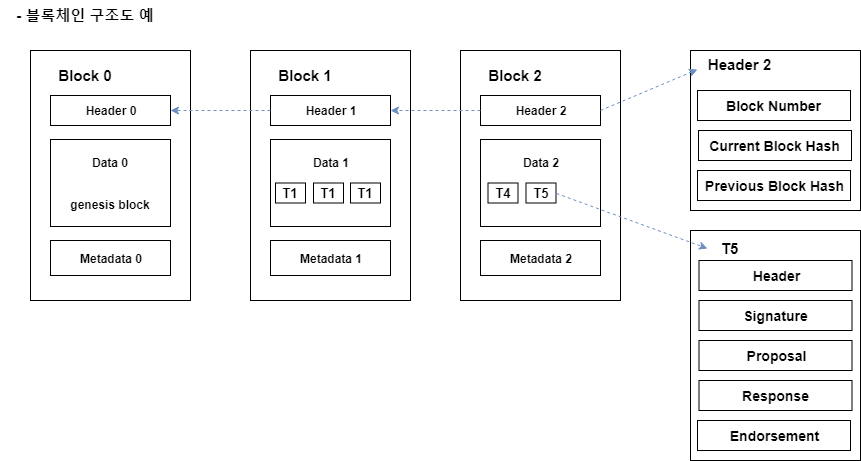 - 블록체인 구조도 예
Block 0
Header 0
Data 0
genesis block
Metadata 0
Block 1
Header 1
Data 1
T1 T1 T1
Metadata 1
Block 2
Header 2
Data 2
T4 T5
Metadata 2
Header 2
Block Number
Current Block Hash
Previous Block Hash
T5
Header
Signature
Proposal
Response
Endorsement